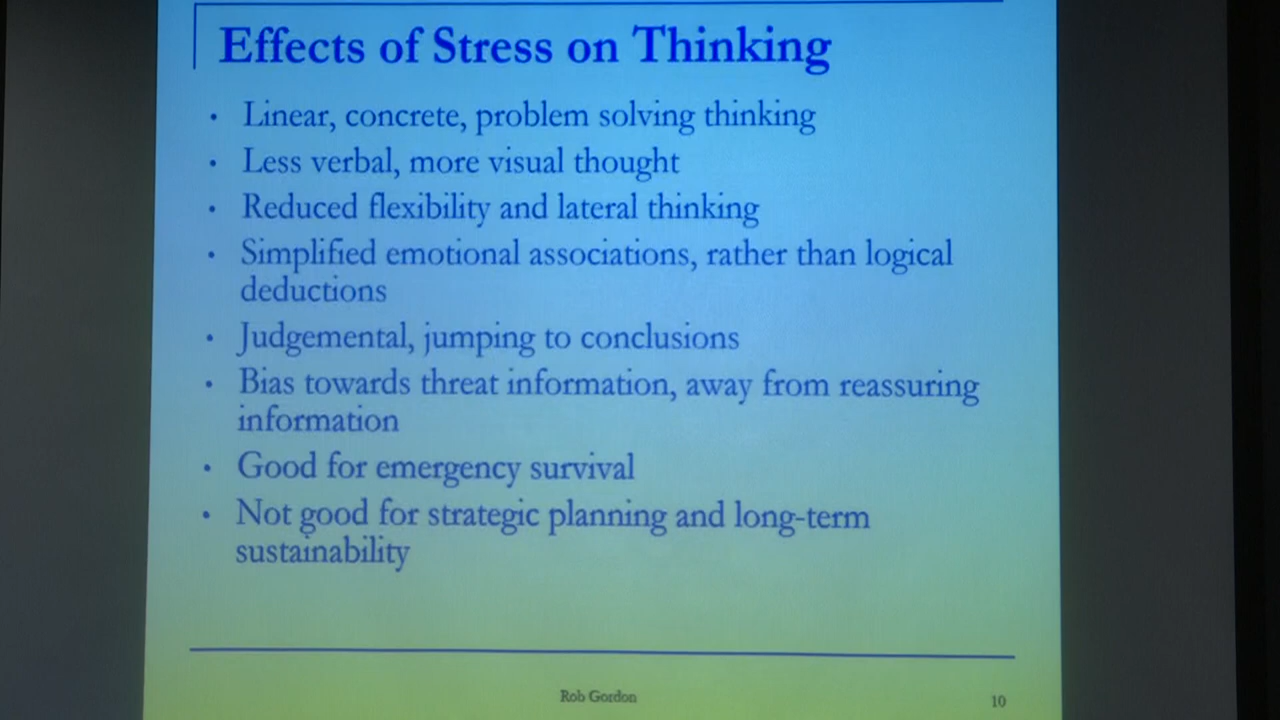 Effects of Stress on Thinking
• Linear, concrete, problem solving thinking
• Less verbal, more visual thought
• Reduced flexibility and lateral thinking
• Simplified emotional associations, rather than logical
deductions
• Judgemental, jumping to conclusions
• Bias towards threat information, away from reassuring
information
• Good for emergency survival
• Not good for strategic planning and long-term
sustainability
Rob Gordon
10